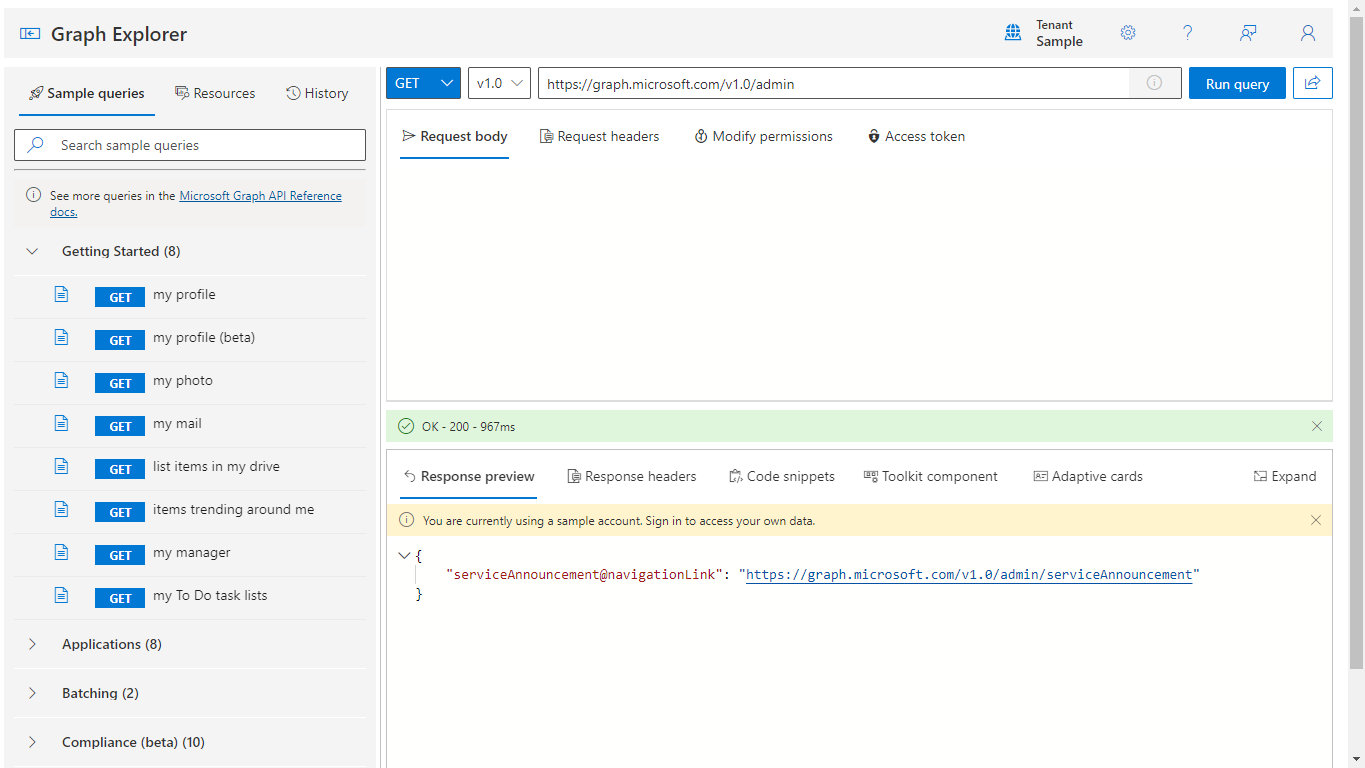 Graph Explorer
Tenant
Sample
Sample queries
Resources
History
Search sample queries
See more queries in the Microsoft Graph API Reference
docs.
Getting Started (8)
GET my profile
GET my profile (beta)
GET my photo
GET my mail
GET list items in my drive
GET items trending around me
GET my manager
GET my To Do task lists
Applications (8)
Batching (2)
Compliance (beta) (10)
GET
v1.0
https://graph.microsoft.com/v1.0/admin
Run query
Request body
Request headers
Modify permissions
Access token
OK - 200 - 967ms
Response preview
Response headers
Code snippets
Toolkit component
Adaptive cards
Expand
You are currently using a sample account. Sign in to access your own data.
{
"serviceAnnouncement@navigationLink": "https://graph.microsoft.com/v1.0/admin/serviceAnnouncement"
}